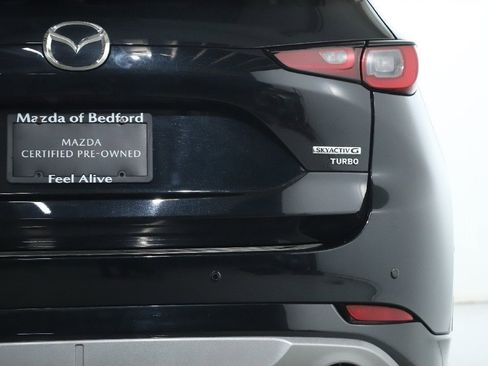 Mazda of Bedford
MAZDA
CERTIFIED PRE-OWNED
Feel Alive
SKYACTIV G
TURBO